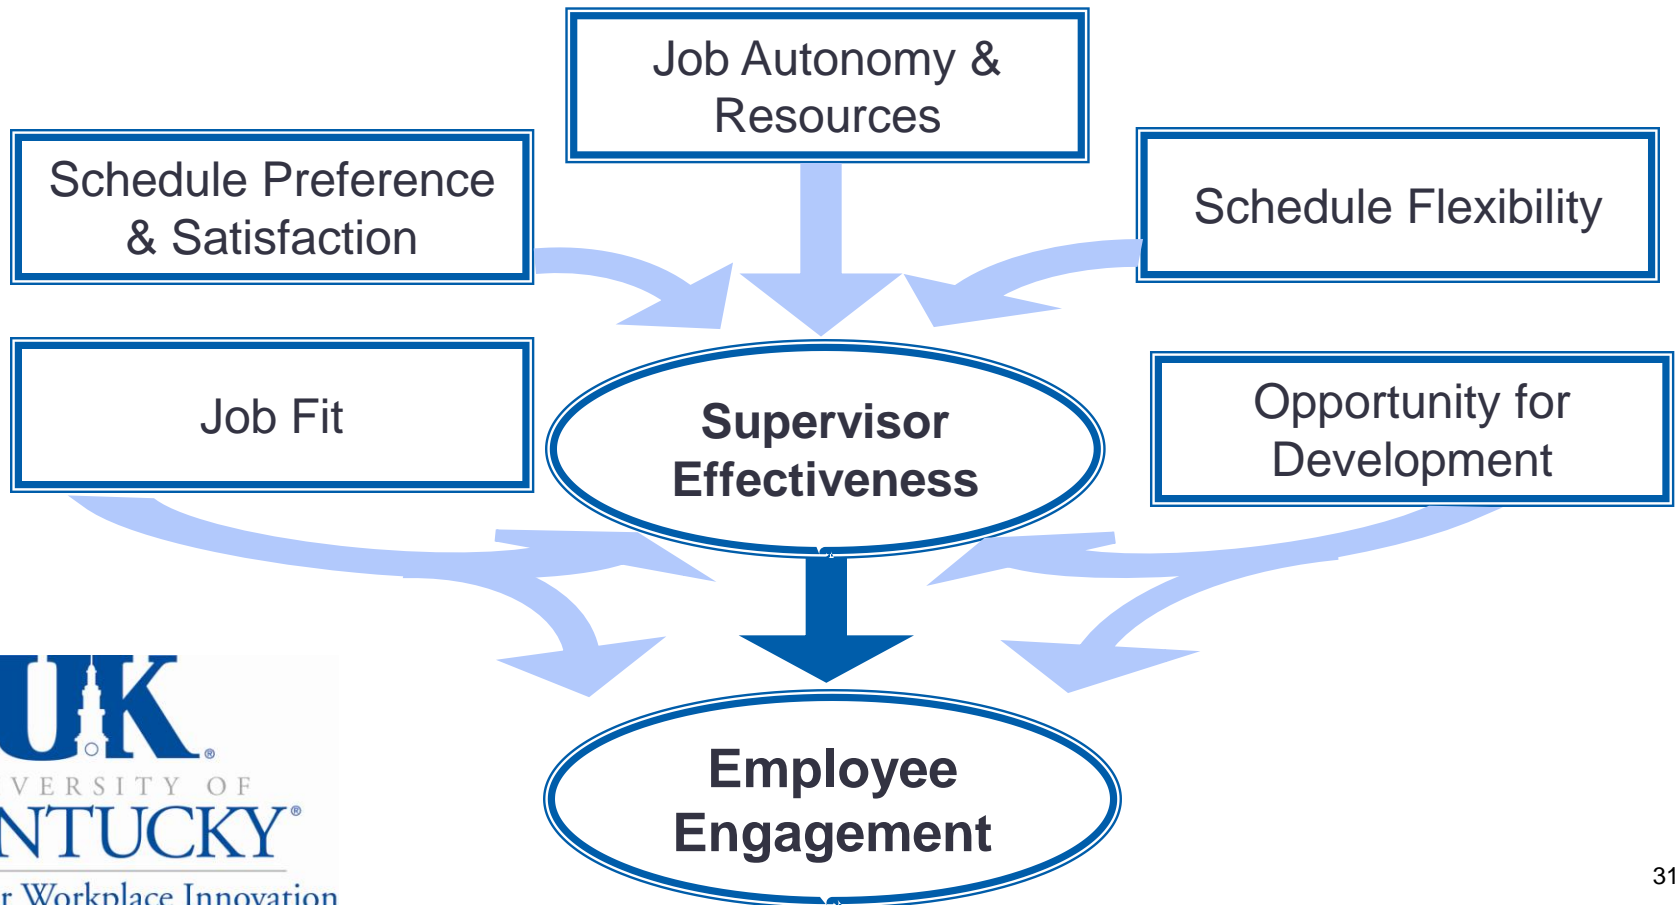 Job Autonomy &
Resources
Schedule Preference
& Satisfaction
Schedule Flexibility
Job Fit
Supervisor
Effectiveness
Opportunity for
Development
UK®
VERSITY OF
NTUCKY®
r Workplace Innovation
Employee
Engagement
31